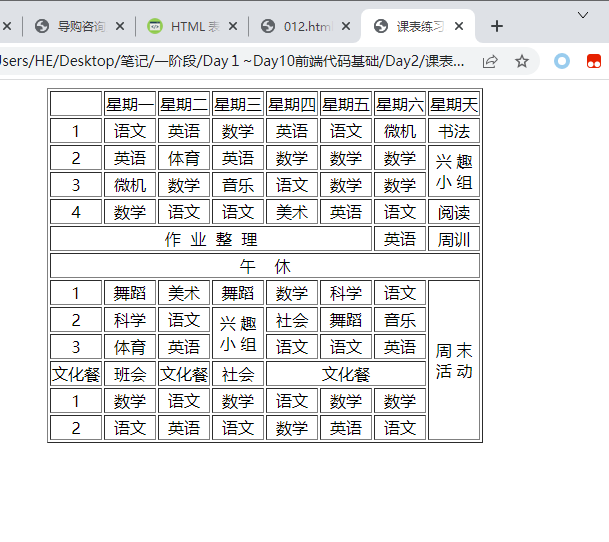 导购咨询 HTML 表 012.html 课表练习
Jsers/HE/Desktop/笔记/一阶段/Day１~Day10前端代码基础/Day2/课表...
星期一 星期二 星期三 星期四 星期五 星期六 星期天
1 语文 英语 数学 英语 语文 微机 书法
2 英语 体育 英语 数学 数学 数学 兴 趣
3 微机 数学 音乐 语文 数学 数学 小 组
4 数学 语文 语文 美术 英语 语文 阅读
作 业 整 理 英语 周训
午 休
1 舞蹈 美术 舞蹈 数学 科学 语文
2 科学 语文 兴 趣 社会 舞蹈 音乐
3 体育 英语 小 组 语文 语文 英语 周 末
文化餐 班会 文化餐 社会 文化餐 活 动
1 数学 语文 数学 语文 数学 数学
2 语文 英语 语文 数学 英语 语文